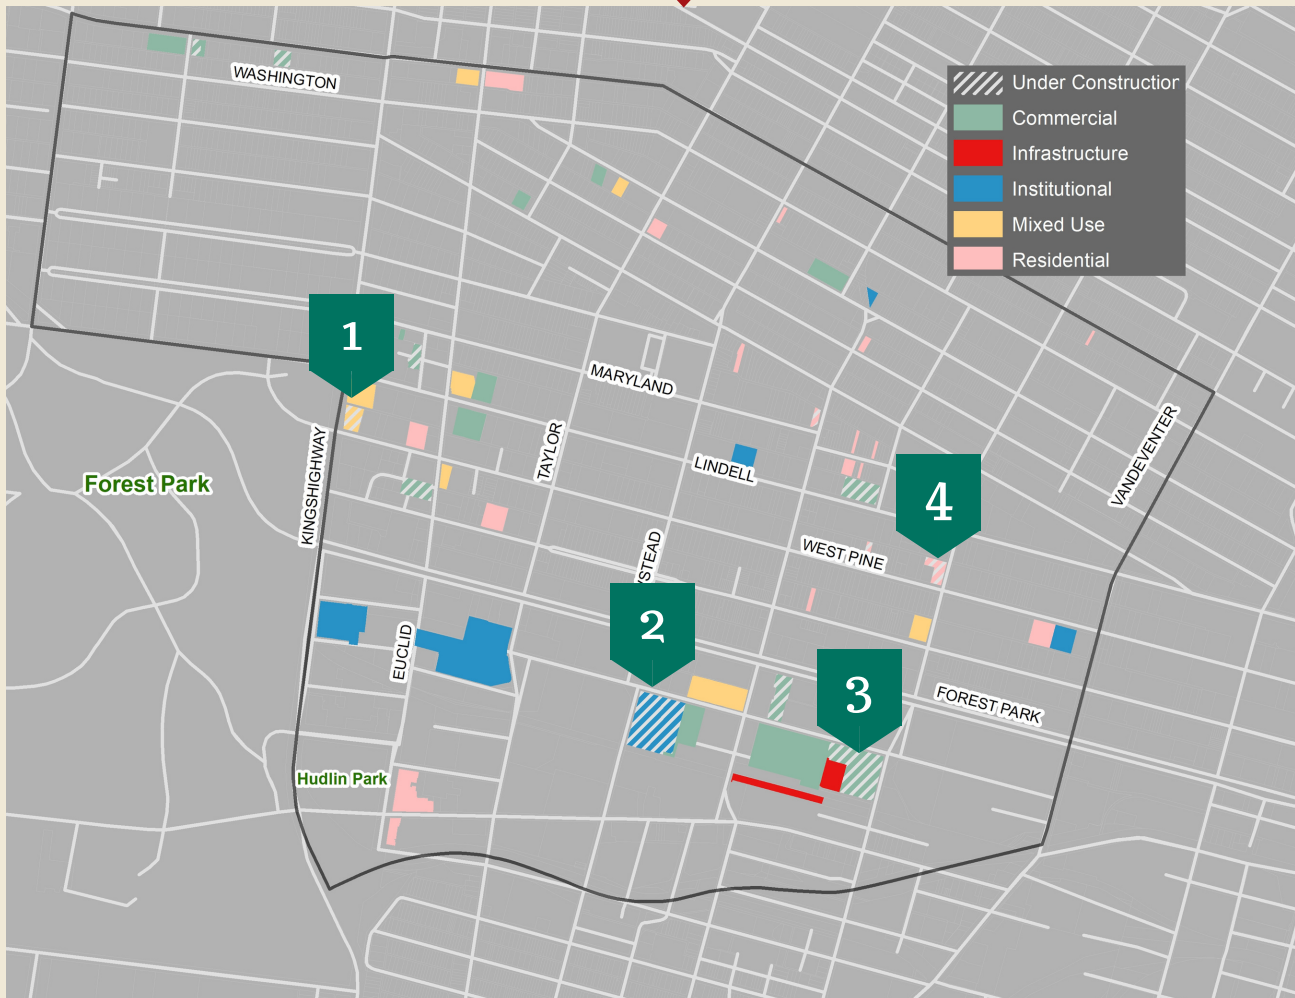 WASHINGTON
Under Construction
Commercial
Infrastructure
Institutional
Mixed Use
Residential
1
MARYLAND
TAYLOR
LINDELL
VANDEVENTER
KINGSHIGHWAY
Forest Park
4
WEST PINE
2
EUCLID
3
FOREST PARK
Hudlin Park